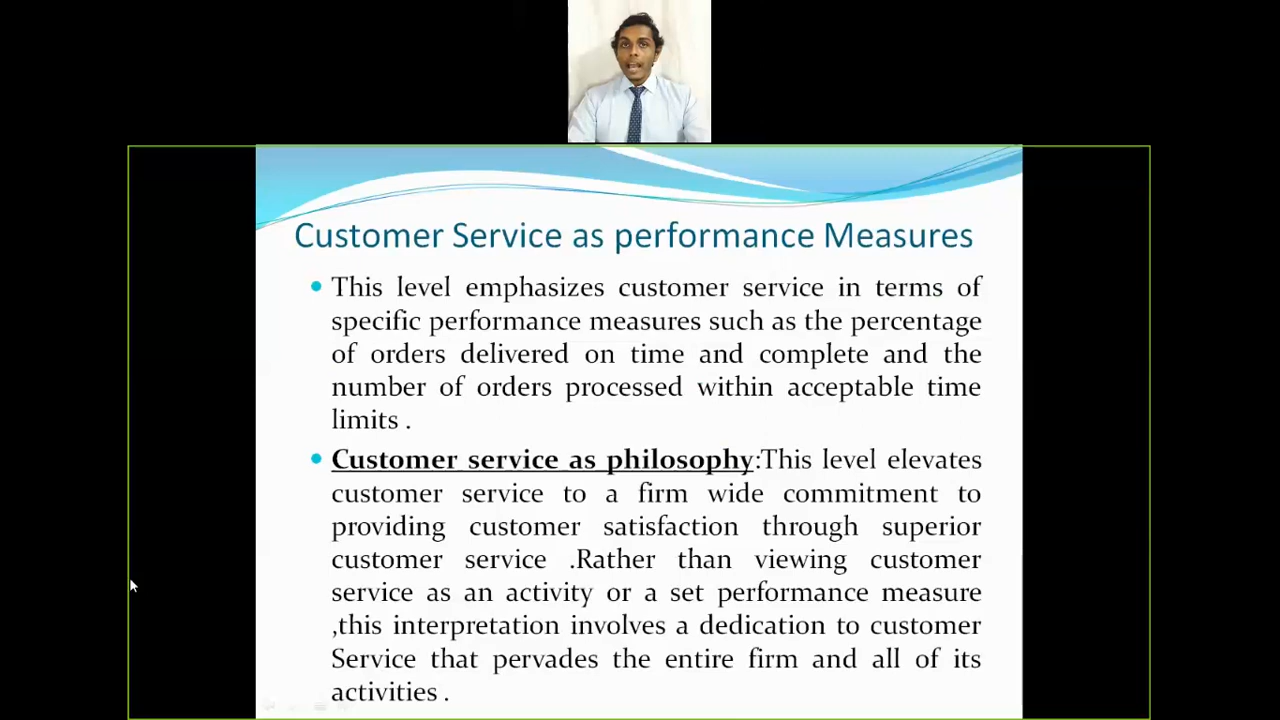 Customer Service as performance Measures
This level emphasizes customer service in terms of
specific performance measures such as the percentage
of orders delivered on time and complete and the
number of orders processed within acceptable time
limits .
Customer service as philosophy:This level elevates
customer service to a firm wide commitment to
providing customer satisfaction through superior
customer service .Rather than viewing customer
service as an activity or a set performance measure
,this interpretation involves a dedication to customer
Service that pervades the entire firm and all of its
activities .